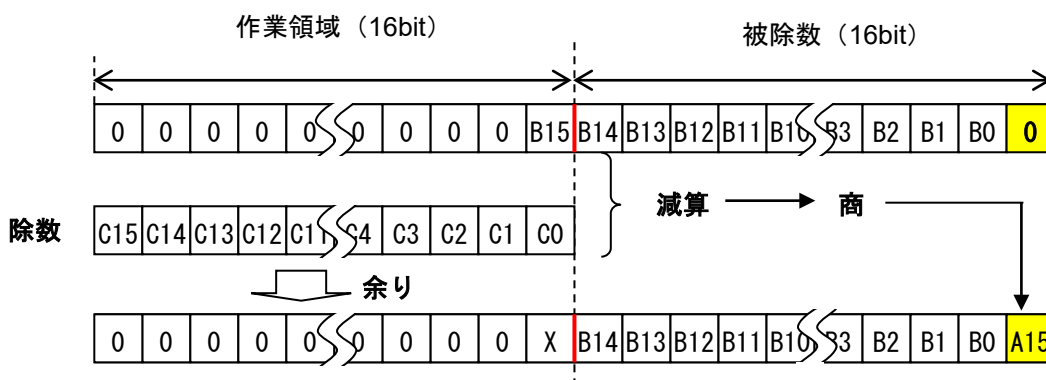 作業領域（16bit） 被除数（16bit）
0 0 0 0 0 0 0 0 0 B15 B14 B13 B12 B11 B10 B3 B2 B1 B0 0
減算 商
除数 C15 C14 C13 C12 C11 C4 C3 C2 C1 C0
余り
0 0 0 0 0 0 0 0 0 X B14 B13 B12 B11 B10 B3 B2 B1 B0 A15